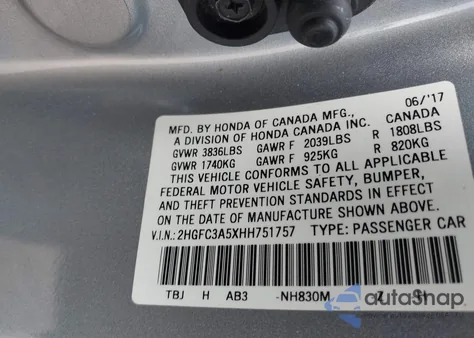 06/'17
MFD. BY HONDA OF CANADA MFG.,
A DIVISION OF HONDA CANADA INC. CANADA
GVWR 3836LBS GAWR F 2039LBS R 1808LBS
GVWR 1740KG GAWR F 925KG R 820KG
THIS VEHICLE CONFORMS TO ALL APPLICABLE
FEDERAL MOTOR VEHICLE SAFETY, BUMPER,
AND THEFT PREVENTION STANDARDS IN EFFECT
ON THE DATE OF MANUFACTURE SHOWN ABOVE.
V.I.N.: 2HGFC3A5XHH751757 TYPE: PASSENGER CAR
TBJ H AB3 -NH830M Z
autoSnap